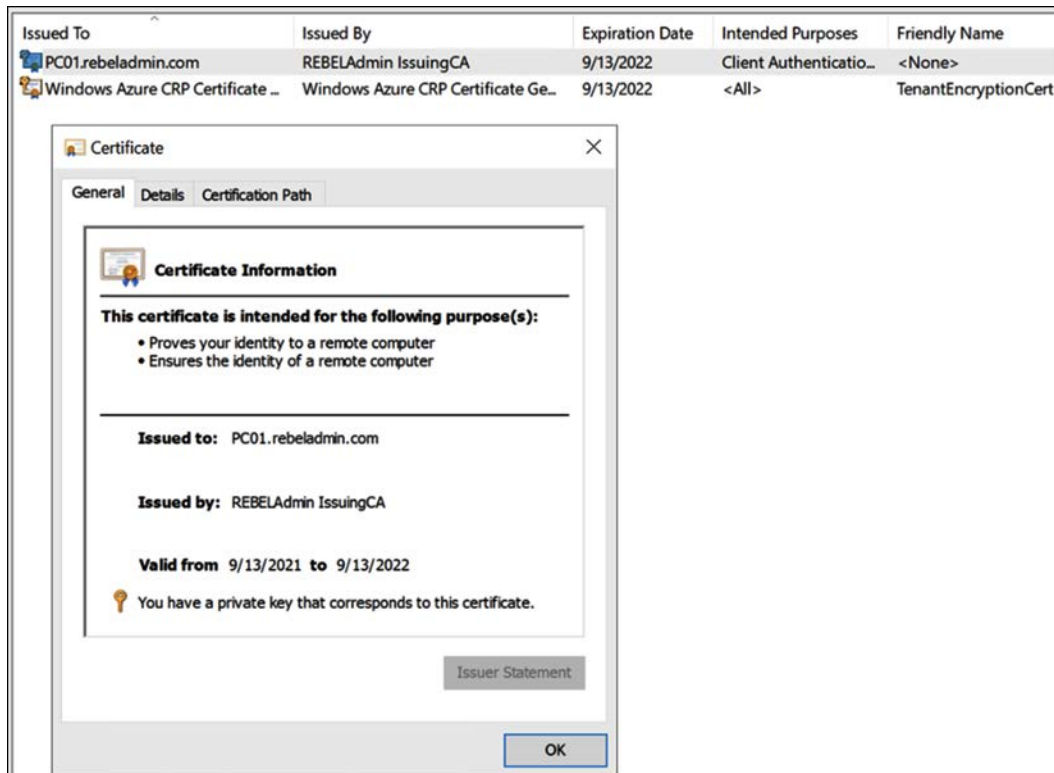 Issued To Issued By Expiration Date Intended Purposes Friendly Name
PC01.rebeladmin.com REBELAdmin IssuingCA 9/13/2022 Client Authenticatio... <None>
Windows Azure CRP Certificate ... Windows Azure CRP Certificate Ge... 9/13/2022 <All> TenantEncryptionCert
Certificate
General Details Certification Path
Certificate Information
This certificate is intended for the following purpose(s):
• Proves your identity to a remote computer
• Ensures the identity of a remote computer
Issued to: PC01.rebeladmin.com
Issued by: REBELAdmin IssuingCA
Valid from 9/13/2021 to 9/13/2022
You have a private key that corresponds to this certificate.
Issuer Statement
OK